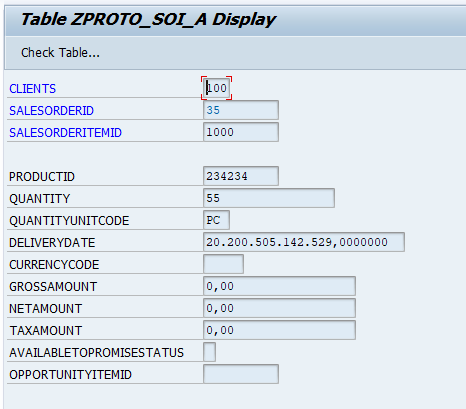 Table ZPROTO_SOI_A Display
Check Table...
CLIENTS 100
SALESORDERID 35
SALESORDERITEMID 1000
PRODUCTID 234234
QUANTITY 55
QUANTITYUNITCODE PC
DELIVERYDATE 20.200.505.142.529,0000000
CURRENCYCODE
GROSSAMOUNT 0,00
NETAMOUNT 0,00
TAXAMOUNT 0,00
AVAILABLETOPROMISESTATUS
OPPORTUNITYITEMID